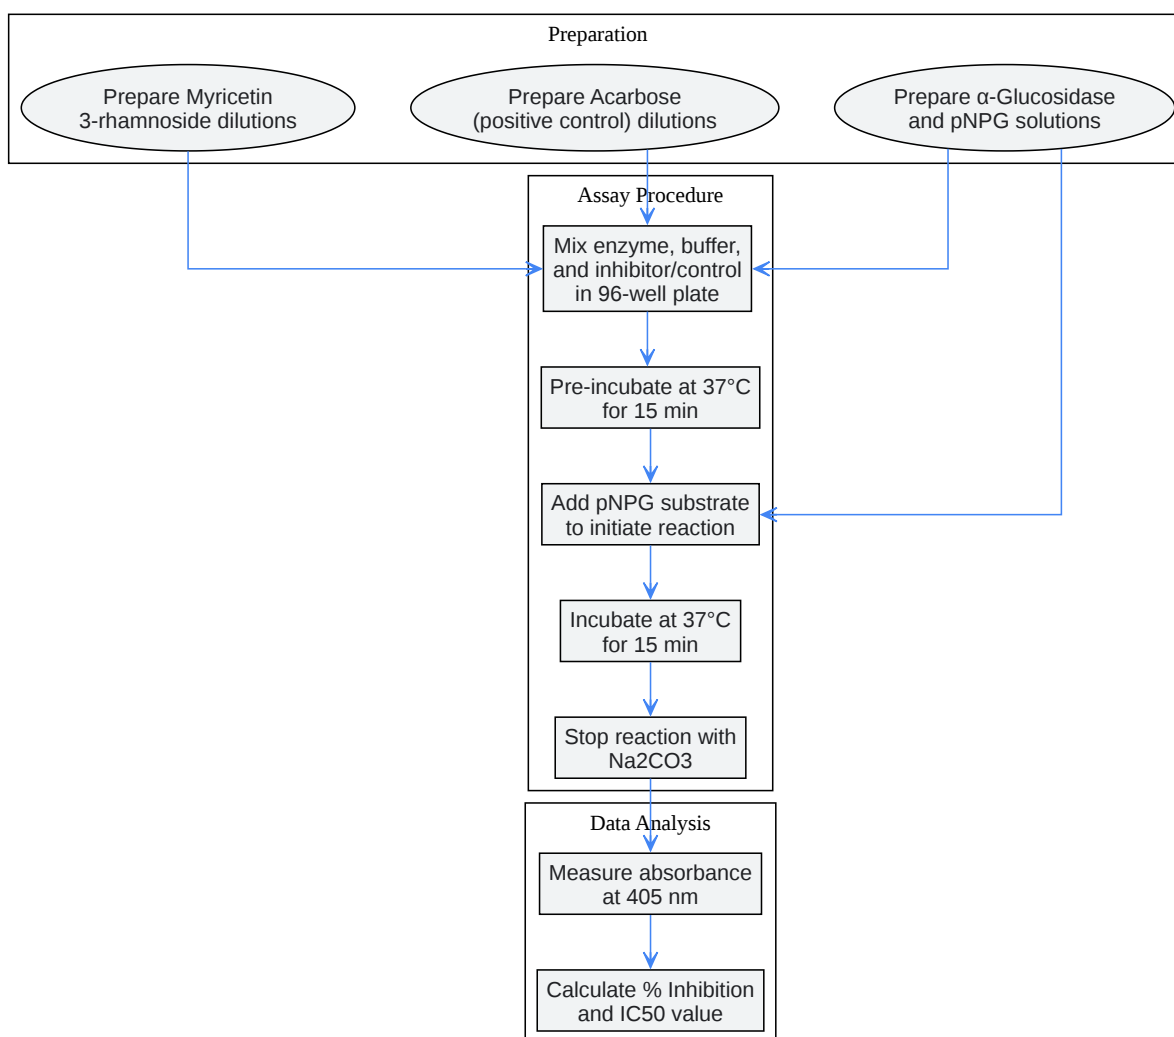 Preparation
Prepare Myricetin
3-rhamnoside dilutions
Prepare Acarbose
(positive control) dilutions
Prepare α-Glucosidase
and pNPG solutions
Assay Procedure
Mix enzyme, buffer,
and inhibitor/control
in 96-well plate
Pre-incubate at 37°C
for 15 min
Add pNPG substrate
to initiate reaction
Incubate at 37°C
for 15 min
Stop reaction with
Na2CO3
Data Analysis
Measure absorbance
at 405 nm
Calculate % Inhibition
and IC50 value